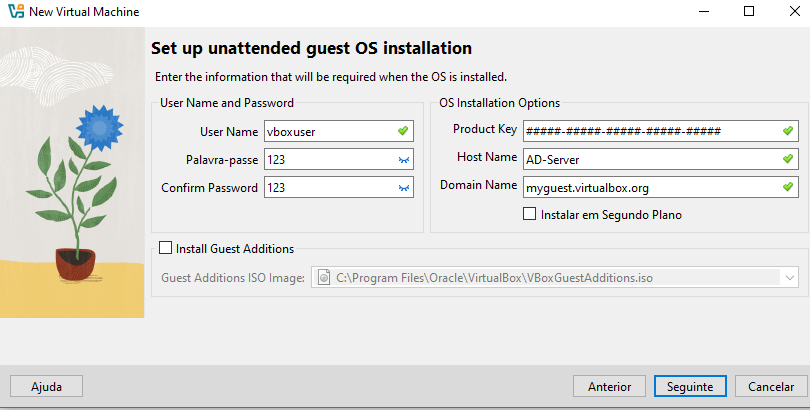 New Virtual Machine
Set up unattended guest OS installation
Enter the information that will be required when the OS is installed.
User Name and Password
User Name vboxuser
Palavra-passe 123
Confirm Password 123
OS Installation Options
Product Key #####-#####-#####-#####-#####
Host Name AD-Server
Domain Name myguest.virtualbox.org
Instalar em Segundo Plano
Install Guest Additions
Guest Additions ISO Image: C:\Program Files\Oracle\VirtualBox\VBoxGuestAdditions.iso
Ajuda Anterior Seguinte Cancelar